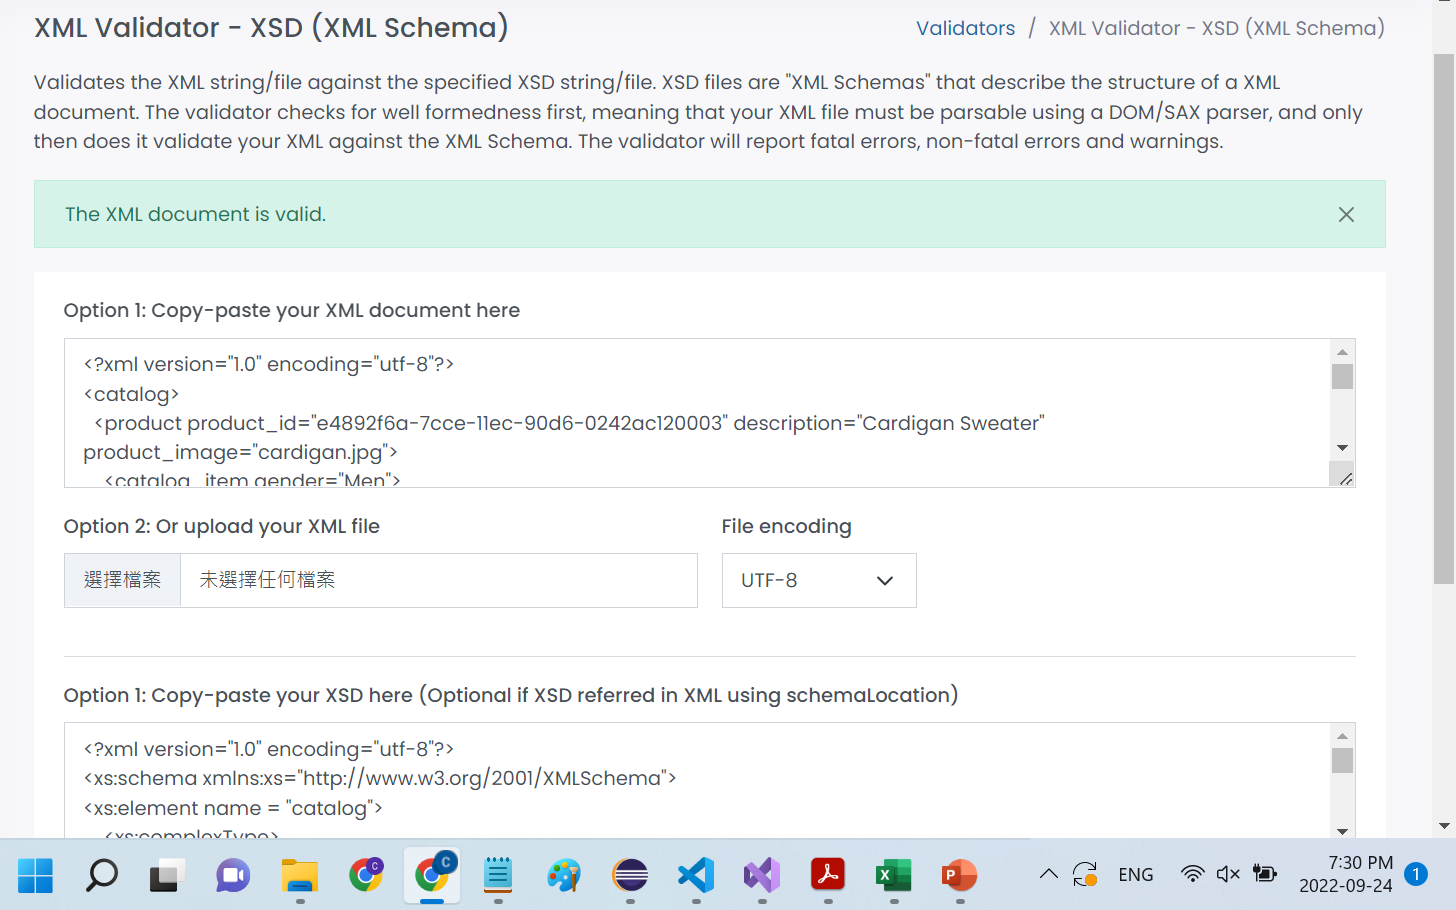 XML Validator - XSD (XML Schema)
Validators / XML Validator - XSD (XML Schema)
Validates the XML string/file against the specified XSD string/file. XSD files are "XML Schemas" that describe the structure of a XML
document. The validator checks for well formedness first, meaning that your XML file must be parsable using a DOM/SAX parser, and only
then does it validate your XML against the XML Schema. The validator will report fatal errors, non-fatal errors and warnings.
The XML document is valid.
Option 1: Copy-paste your XML document here
<?xml version="1.0" encoding="utf-8"?>
<catalog>
<product product_id="e4892f6a-7cce-11ec-90d6-0242ac120003" description="Cardigan Sweater"
product_image="cardigan.jpg">
<catalog_item gender="Men">
Option 2: Or upload your XML file
File encoding
選擇檔案 未選擇任何檔案
UTF-8
Option 1: Copy-paste your XSD here (Optional if XSD referred in XML using schemaLocation)
<?xml version="1.0" encoding="utf-8"?>
<xs:schema xmlns:xs="http://www.w3.org/2001/XMLSchema">
<xs:element name = "catalog">
<xs:complexType>
ENG
7:30 PM
2022-09-24
1